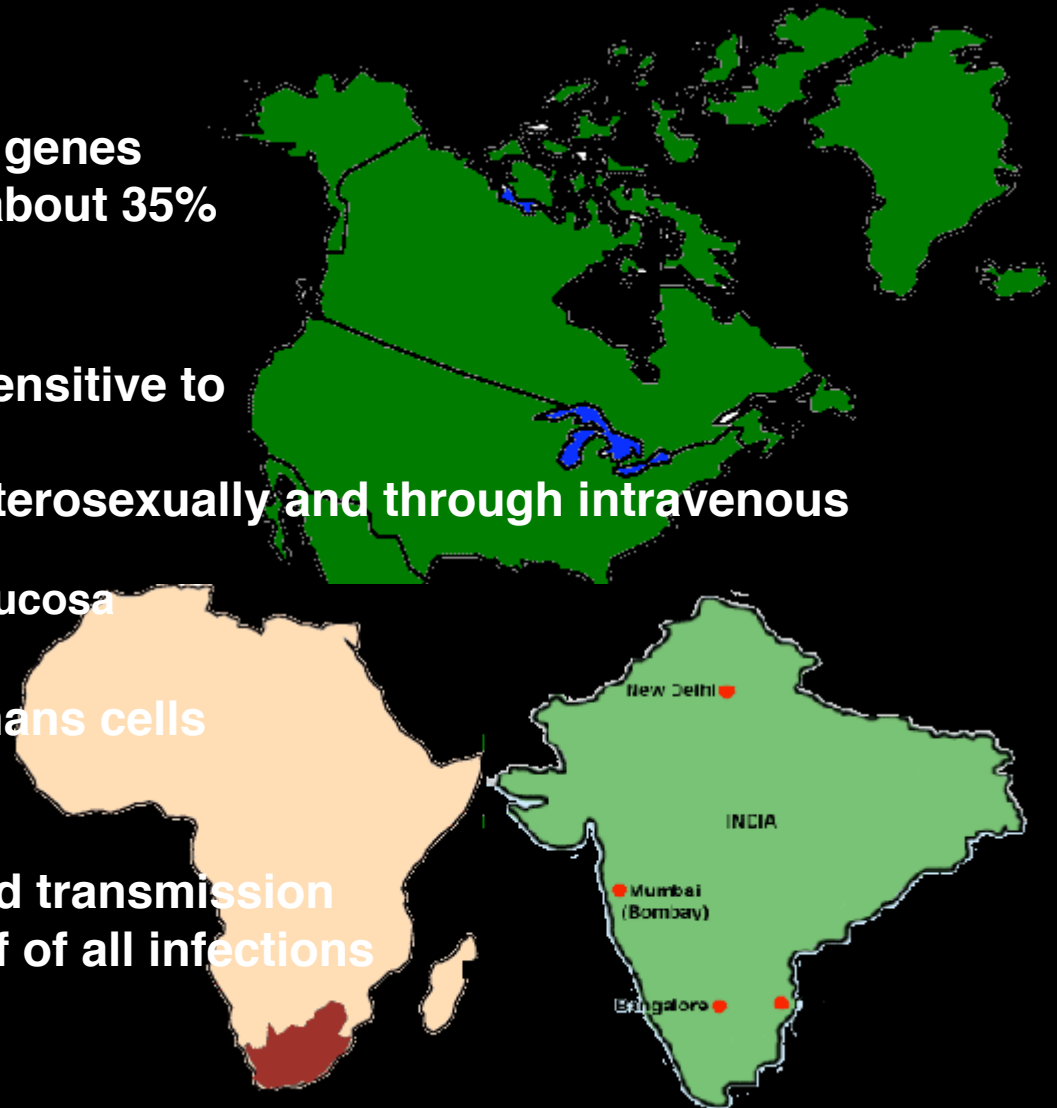 genes
about 35%
ensitive to
terosexually and through intravenous
ucosa
New Delhi
ans cells
INCIA
Mumbai
(Bombay)
d transmission
f of all infections
Bangalore